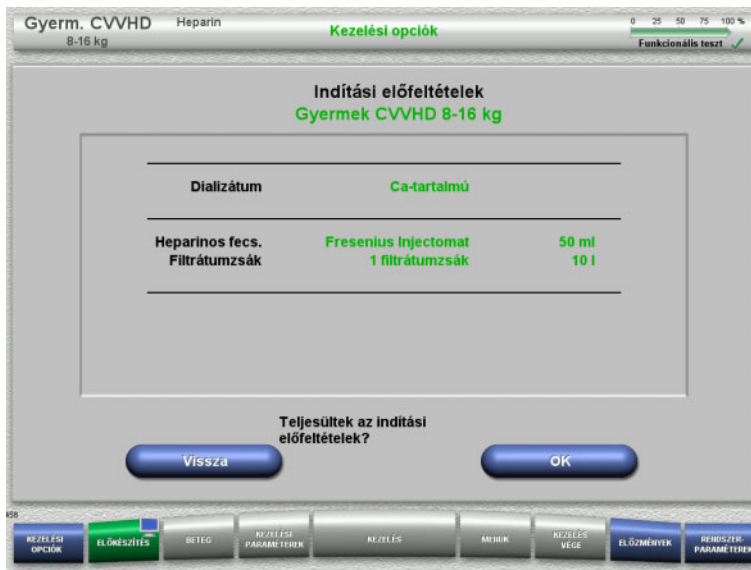 Gyerm. CVVHD Heparin Kezelési opciók 0 25 50 75 100 %
8-16 kg Funkcionális teszt
Indítási előfeltételek
Gyermek CVVHD 8-16 kg
Dializátum Ca-tartalmú
Heparinos fecs. Fresenius Injectomat 50 ml
Filtrátumzsák 1 filtrátumzsák 10 l
Teljesültek az indítási
előfeltételek?
Vissza OK
458
KEZELÉSI OPCIÓK
ELŐKÉSZÍTÉS
BETEG
KEZELÉSI PARAMÉTEREK
KEZELÉS
MENÜK
KEZELÉS VÉGE
ELŐZMÉNYEK
RENDSZER-PARAMÉTEREK